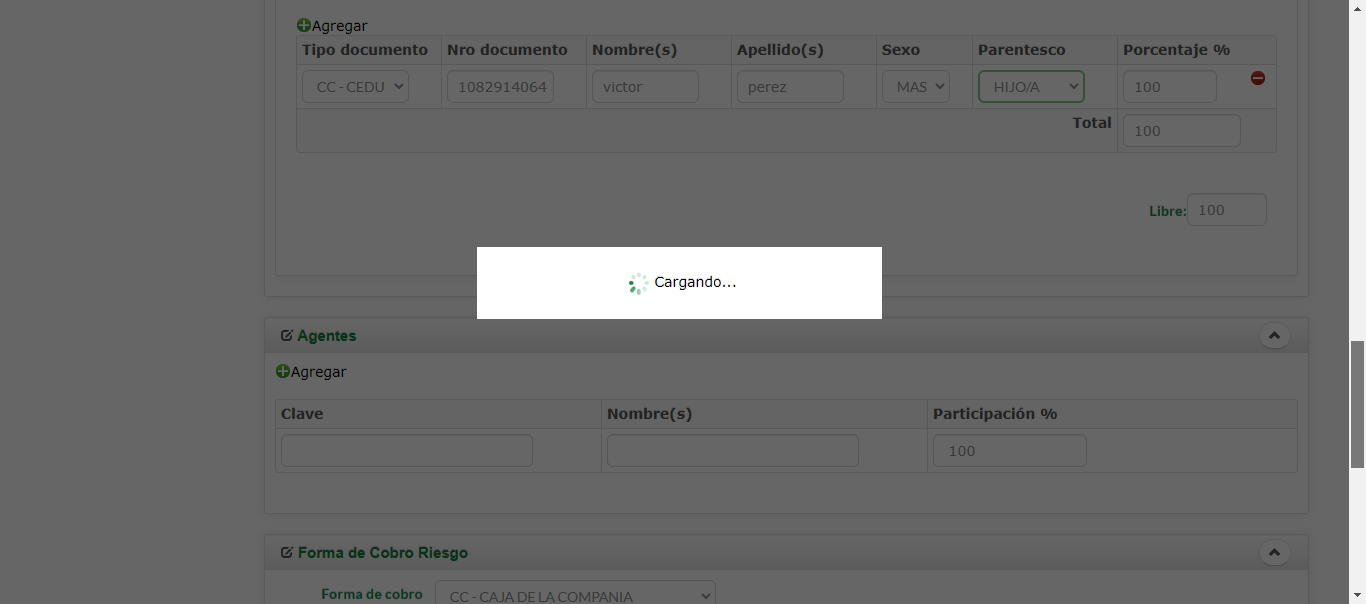 Agregar
Tipo documento Nro documento Nombre(s) Apellido(s) Sexo Parentesco Porcentaje %
CC - CEDU 1082914064 victor perez MAS HIJO/A 100
Total 100
Libre: 100
Cargando...
Agentes
Agregar
Clave Nombre(s) Participación %
100
Forma de Cobro Riesgo
Forma de cobro CC - CAJA DE LA COMPANIA